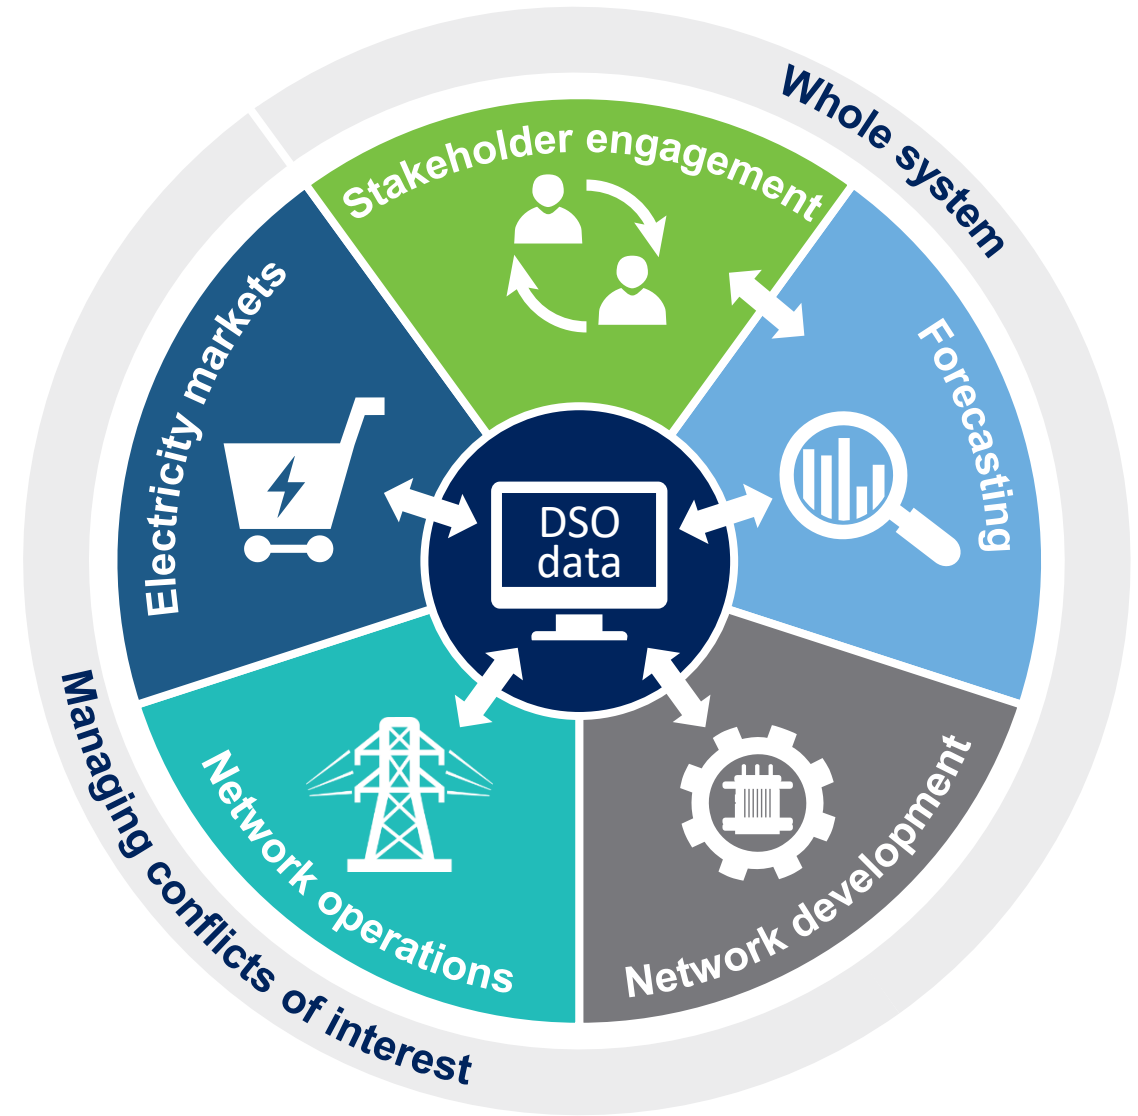 Whole system
Stakeholder engagement
Forecasting
Electricity markets
DSO
data
Network operations
Network development
Managing conflicts of interest